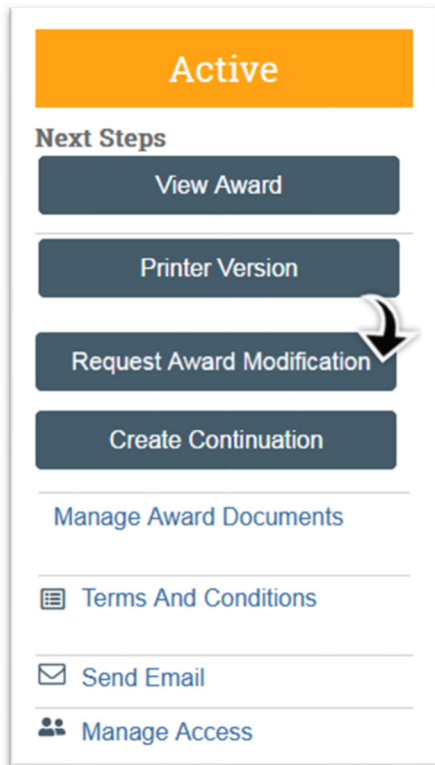 Active
Next Steps
View Award
Printer Version
Request Award Modification
Create Continuation
Manage Award Documents
Terms And Conditions
Send Email
Manage Access